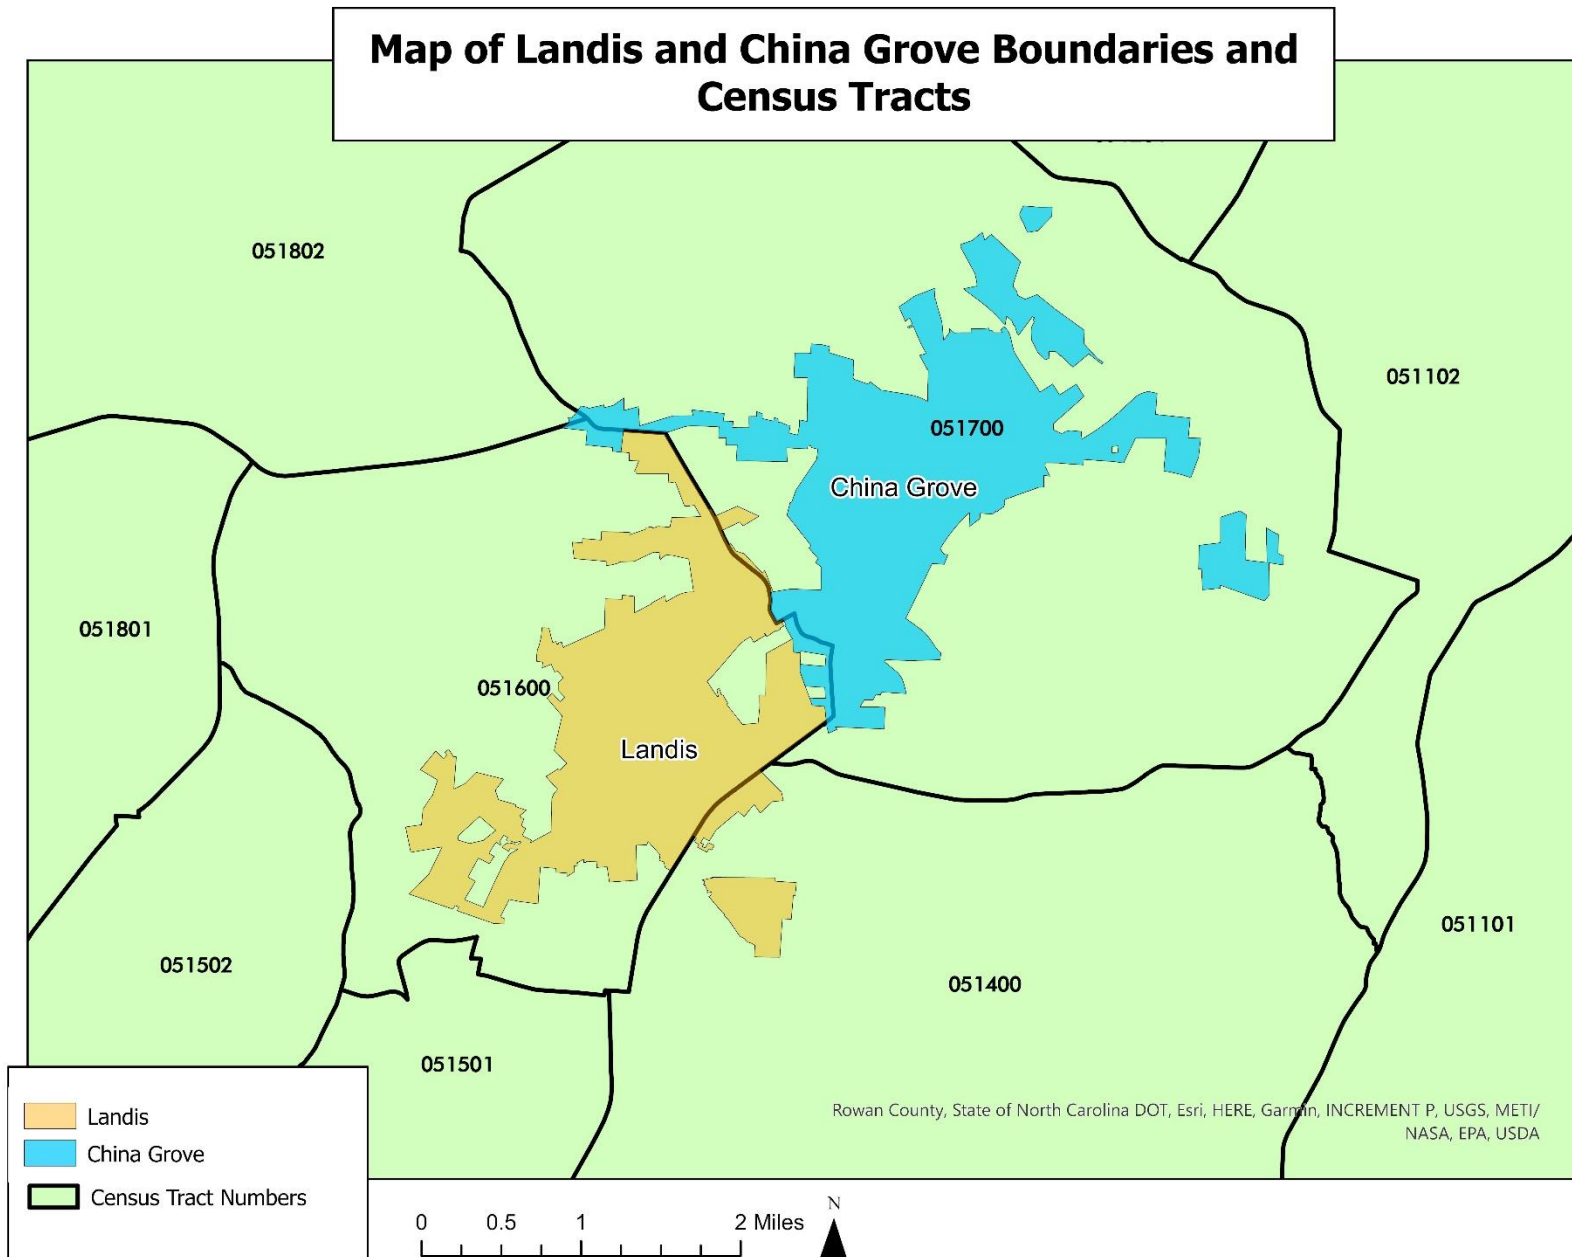 Map of Landis and China Grove Boundaries and
Census Tracts
051802
051102
051700
China Grove
051801
051600
Landis
051502
051400
051101
051501
Rowan County, State of North Carolina DOT, Esri, HERE, Garmin, INCREMENT P, USGS, METI/
NASA, EPA, USDA
Landis
China Grove
Census Tract Numbers
0 0.5 1 2 Miles
N